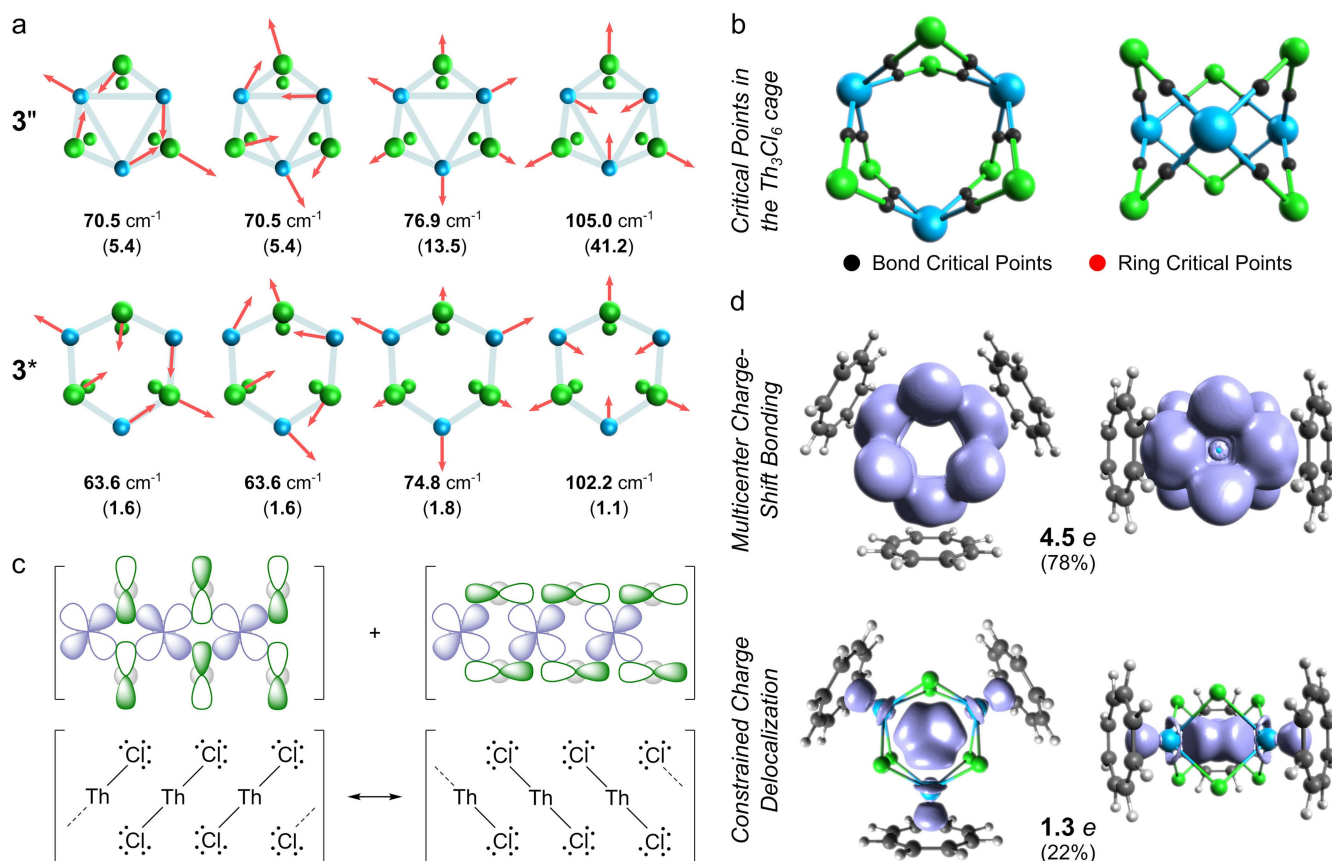 a
3"
70.5 cm⁻¹
(5.4)
70.5 cm⁻¹
(5.4)
76.9 cm⁻¹
(13.5)
105.0 cm⁻¹
(41.2)
3*
63.6 cm⁻¹
(1.6)
63.6 cm⁻¹
(1.6)
74.8 cm⁻¹
(1.8)
102.2 cm⁻¹
(1.1)
b
Critical Points in
the Th₃Cl₆ cage
Bond Critical Points
Ring Critical Points
c
+
Cl Cl Cl
Th Th Th
Cl Cl Cl
Cl Cl Cl
Th Th Th
Cl Cl Cl
d
Multicenter Charge-
Shift Bonding
4.5 e
(78%)
Constrained Charge
Delocalization
1.3 e
(22%)